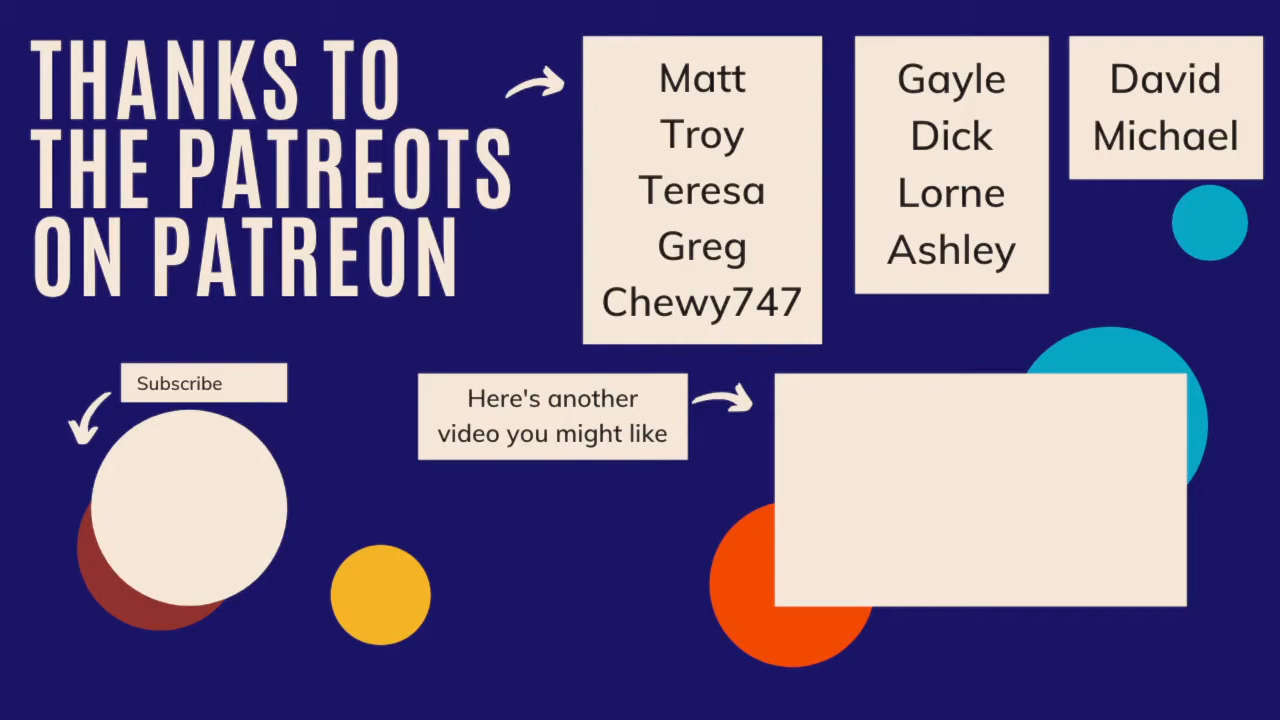 THANKS TO
THE PATREOTS
ON PATREON
Matt
Troy
Teresa
Greg
Chewy747
Gayle
Dick
Lorne
Ashley
David
Michael
Subscribe
Here's another
video you might like